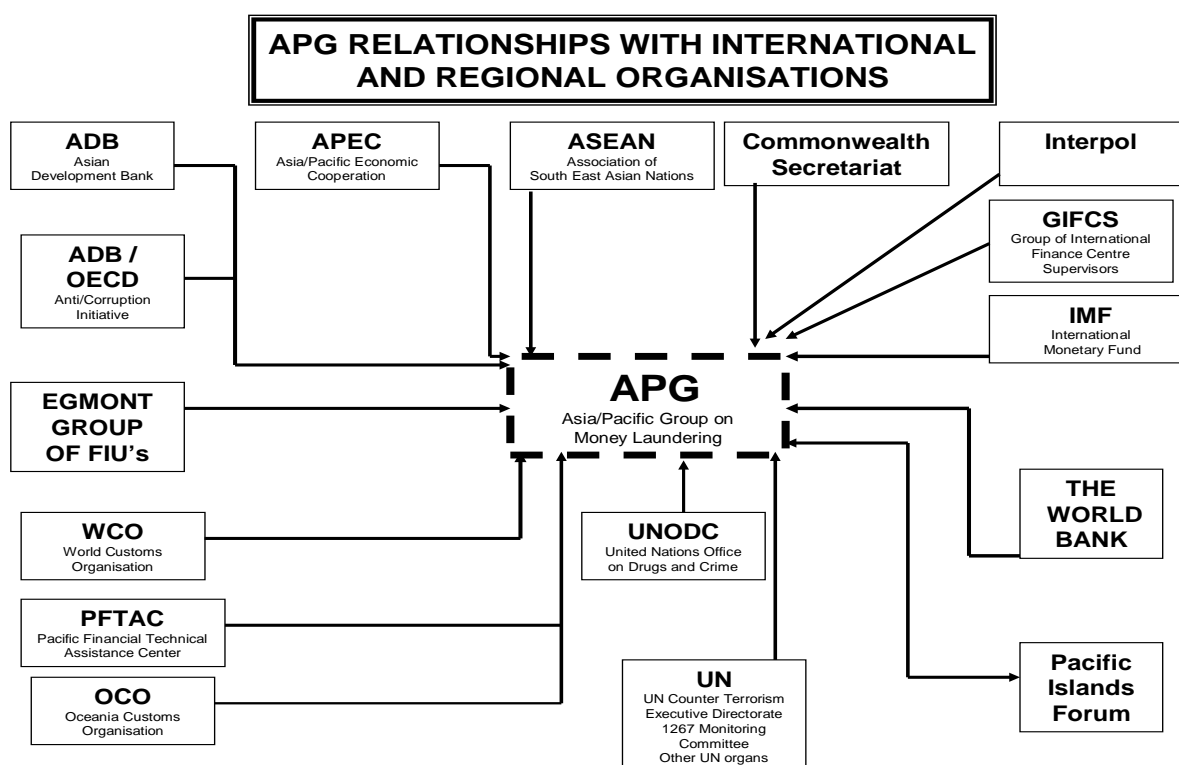 APG RELATIONSHIPS WITH INTERNATIONAL
AND REGIONAL ORGANISATIONS
ADB
Asian
Development Bank
APEC
Asia/Pacific Economic
Cooperation
ASEAN
Association of
South East Asian Nations
Commonwealth
Secretariat
Interpol
GIFCS
Group of International
Finance Centre
Supervisors
ADB /
OECD
Anti/Corruption
Initiative
IMF
International
Monetary Fund
APG
Asia/Pacific Group on
Money Laundering
EGMONT
GROUP
OF FIU's
THE
WORLD
BANK
WCO
World Customs
Organisation
UNODC
United Nations Office
on Drugs and Crime
PFTAC
Pacific Financial Technical
Assistance Center
OCO
Oceania Customs
Organisation
UN
UN Counter Terrorism
Executive Directorate
1267 Monitoring
Committee
Other UN organs
Pacific
Islands
Forum